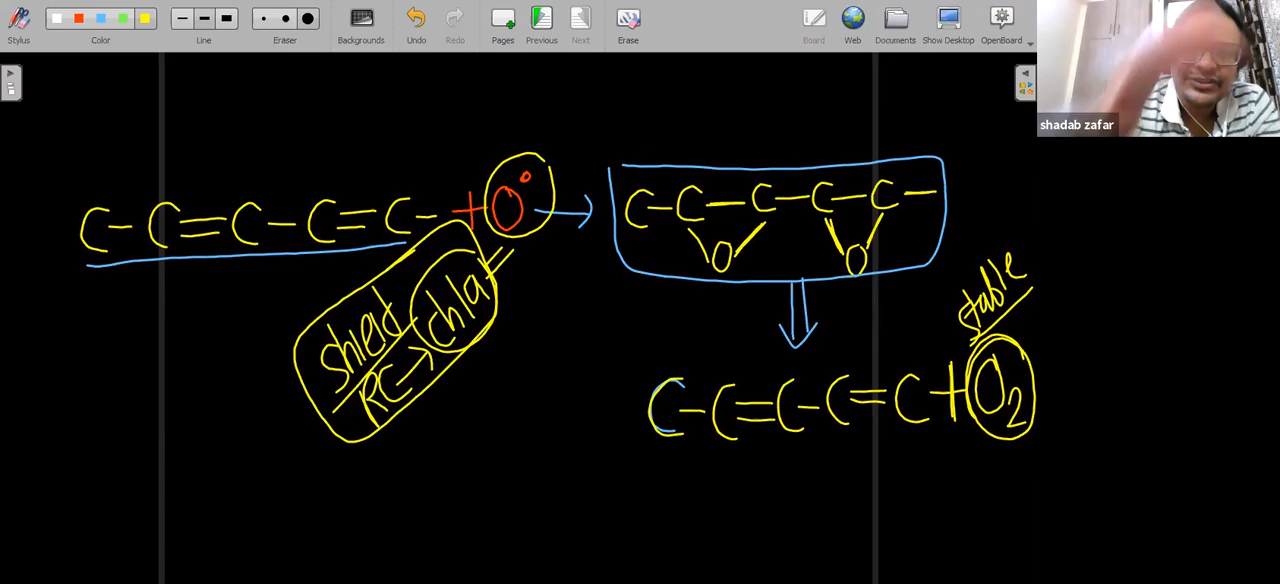 Stylus
Color
Line
Eraser
Backgrounds
Undo
Redo
Pages
Previous
Next
Erase
Board
Web
Documents
Show Desktop
OpenBoard
shadab zafar
C-C=C-C=C- + O• →
C-C-C-C-C-
O O
shield
RC → chla
stable
C-C=C-C=C + O2